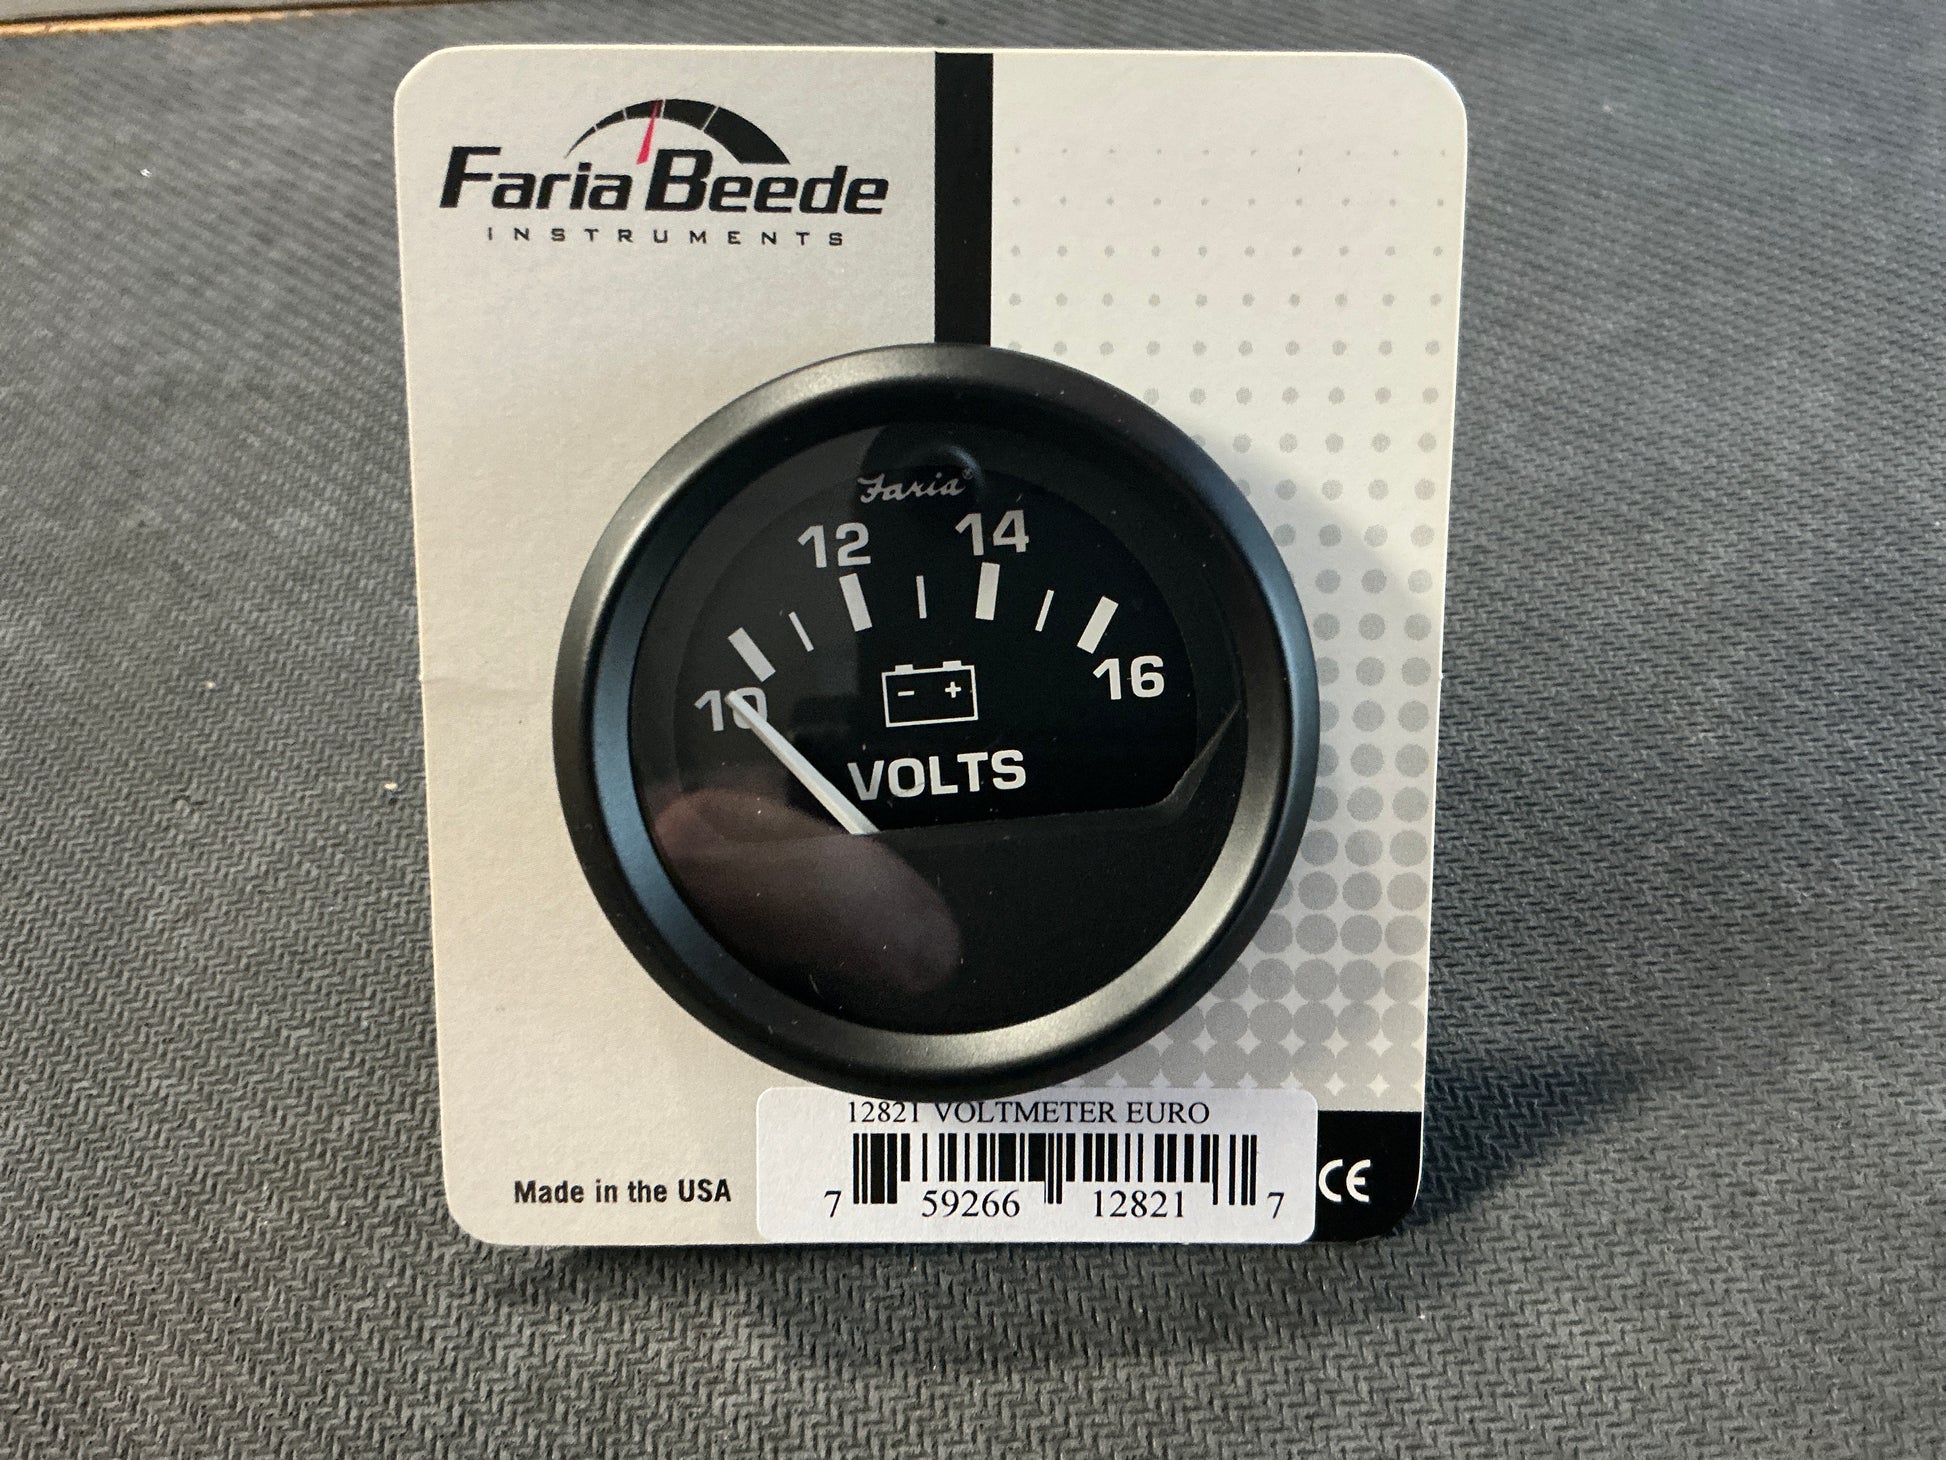 Faria Beede
INSTRUMENTS
Faria®
12 14
10 16
- +
VOLTS
12821 VOLTMETER EURO
Made in the USA
7 59266 12821 7
CE